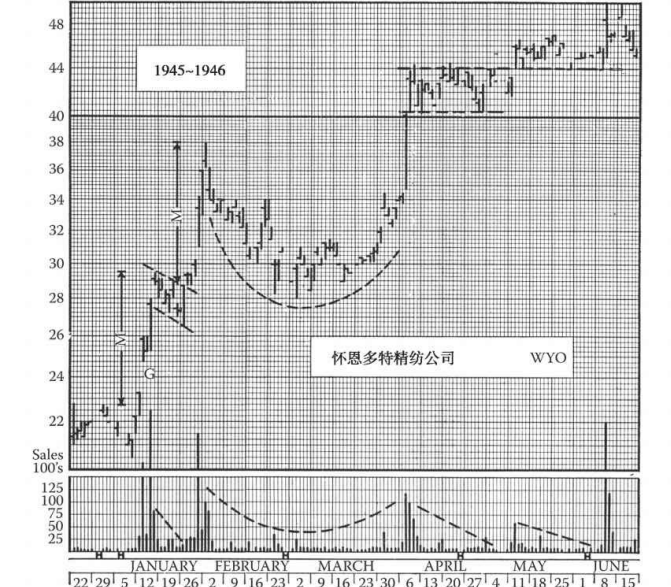 48
44
40
38
36
34
32
30
28
26
24
22
1945~1946
M
M
G
怀恩多特精纺公司 WYO
Sales
100's
125
100
75
50
25
H H H H H
JANUARY FEBRUARY MARCH APRIL MAY JUNE
22 29 5 12 19 26 2 9 16 23 2 9 16 23 30 6 13 20 27 4 11 18 25 1 8 15